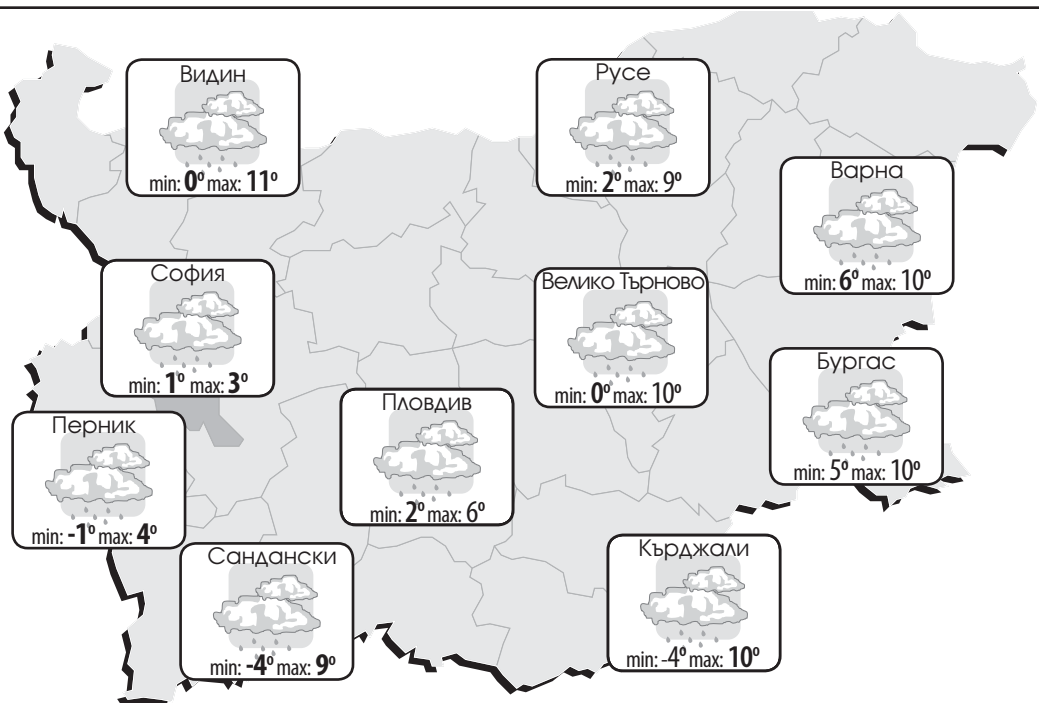 Видин
min: 0º max: 11º
Русе
min: 2º max: 9º
Варна
min: 6º max: 10º
София
min: 1º max: 3º
Велико Търново
min: 0º max: 10º
Бургас
min: 5º max: 10º
Пловдив
min: 2º max: 6º
Перник
min: -1º max: 4º
Сандански
min: -4º max: 9º
Кърджали
min: -4º max: 10º